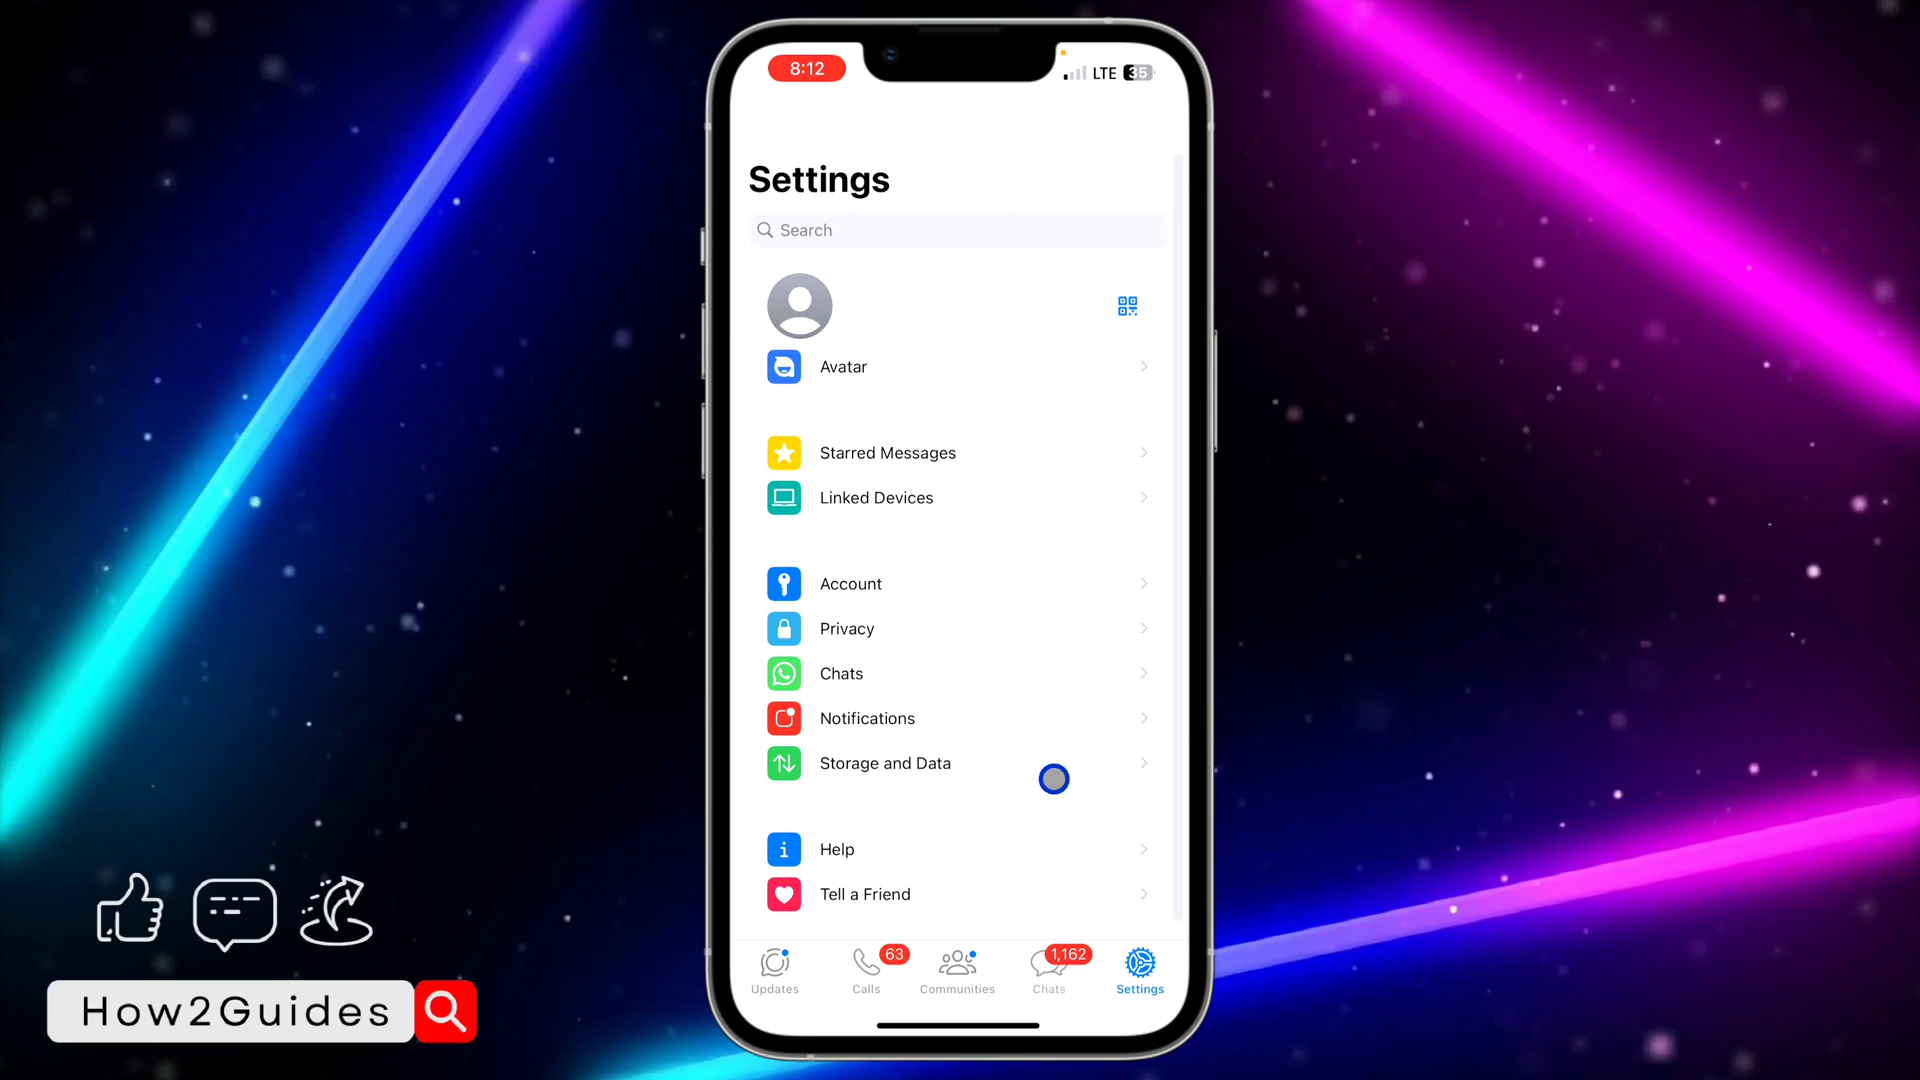 8:12
LTE 35
Settings
Search
Avatar
Starred Messages
Linked Devices
Account
Privacy
Chats
Notifications
Storage and Data
Help
Tell a Friend
63
1,162
Updates
Calls
Communities
Chats
Settings
How2Guides